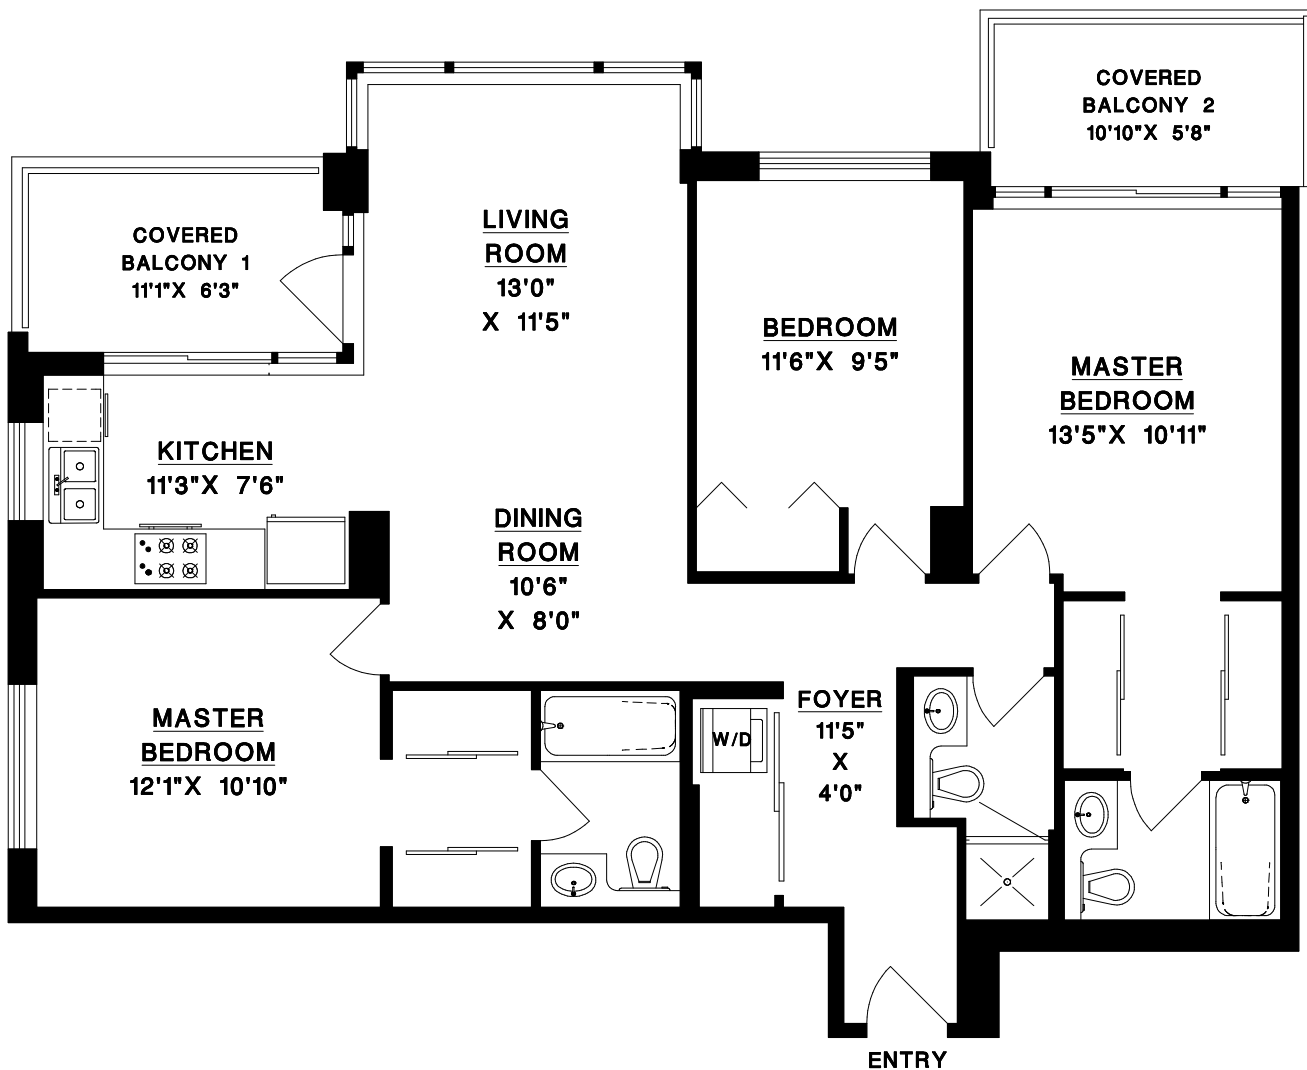 COVERED
BALCONY 2
10'10"X 5'8"
COVERED
BALCONY 1
11'1"X 6'3"
LIVING
ROOM
13'0"
X 11'5"
BEDROOM
11'6"X 9'5"
MASTER
BEDROOM
13'5"X 10'11"
KITCHEN
11'3"X 7'6"
DINING
ROOM
10'6"
X 8'0"
MASTER
BEDROOM
12'1"X 10'10"
W/D
FOYER
11'5"
X
4'0"
ENTRY